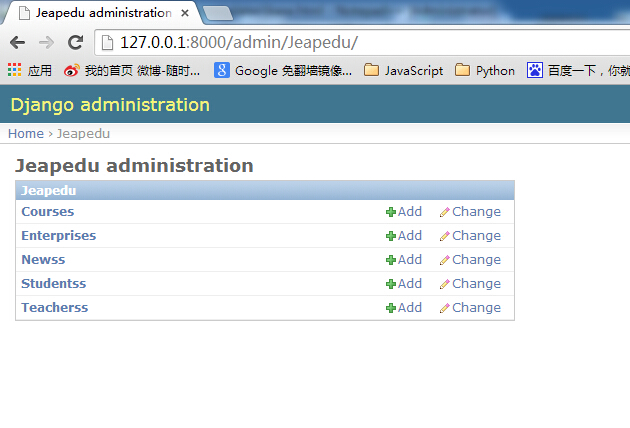 Jeapedu administration
127.0.0.1:8000/admin/Jeapedu/
应用 我的首页 微博-随时... Google 免翻墙镜像... JavaScript Python 百度一下，你就
Django administration
Home › Jeapedu
Jeapedu administration
Jeapedu
Courses Add Change
Enterprises Add Change
Newss Add Change
Studentss Add Change
Teacherss Add Change